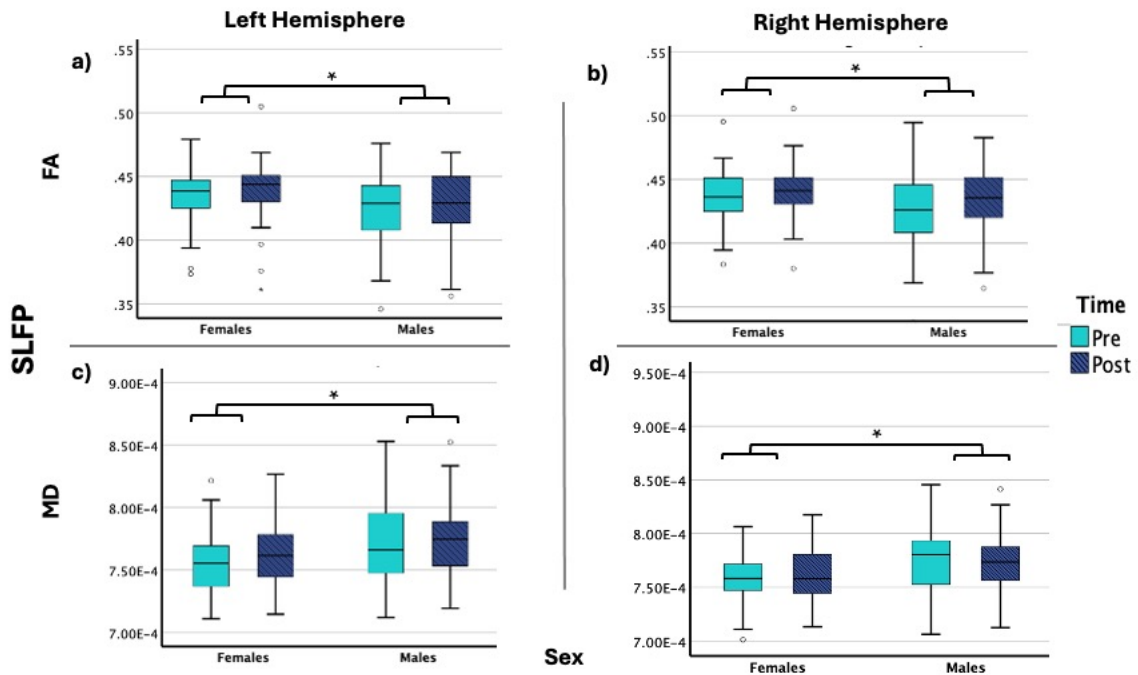 Left Hemisphere
Right Hemisphere
a)
.55
.50
.45
.40
.35
*
Females
Males
b)
.55
.50
.45
.40
.35
*
Females
Males
FA
SLFP
Time
Pre
Post
c)
9.00E-4
8.50E-4
8.00E-4
7.50E-4
7.00E-4
*
Females
Males
d)
9.50E-4
9.00E-4
8.50E-4
8.00E-4
7.50E-4
7.00E-4
*
Females
Males
MD
Sex